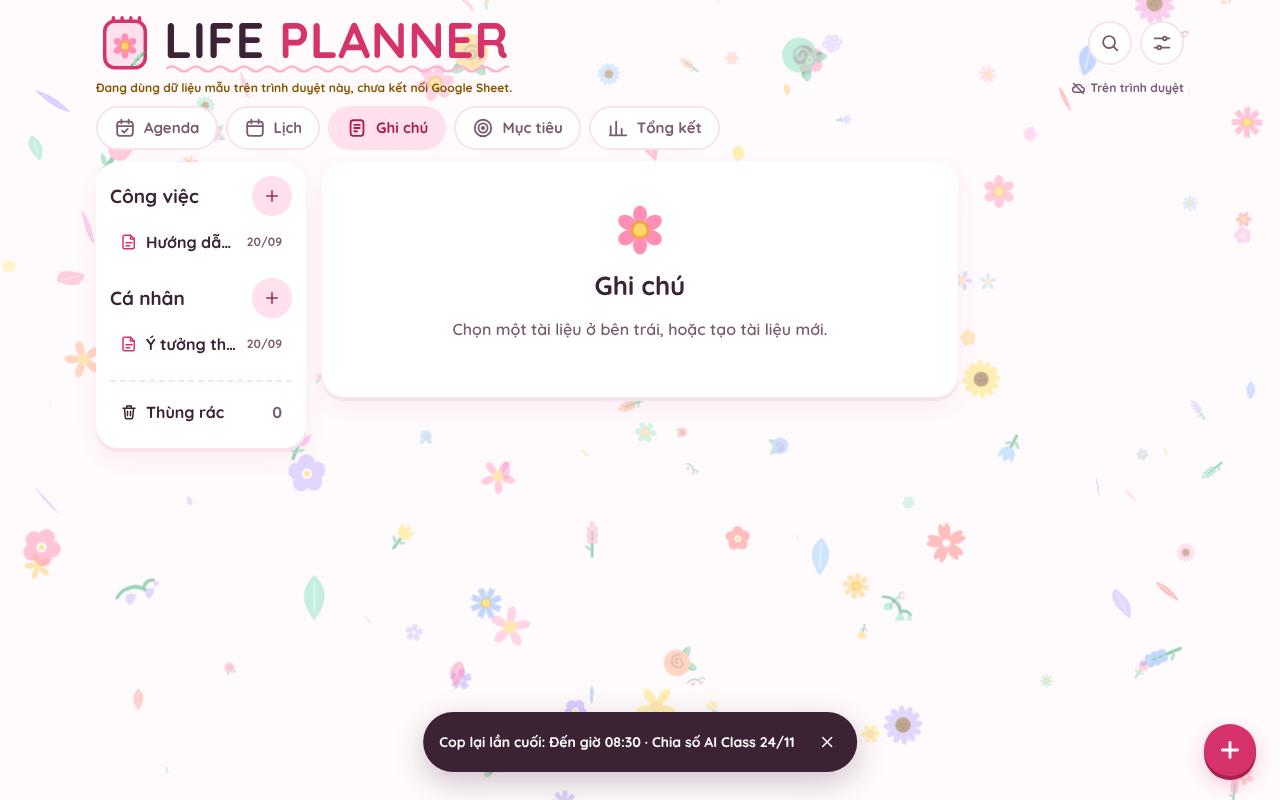 LIFE PLANNER
Đang dùng dữ liệu mẫu trên trình duyệt này, chưa kết nối Google Sheet.
Trên trình duyệt
Agenda
Lịch
Ghi chú
Mục tiêu
Tổng kết
Công việc
Hướng dẫ... 20/09
Cá nhân
Ý tưởng th... 20/09
Thùng rác 0
Ghi chú
Chọn một tài liệu ở bên trái, hoặc tạo tài liệu mới.
Cop lại lần cuối: Đến giờ 08:30 · Chia số AI Class 24/11